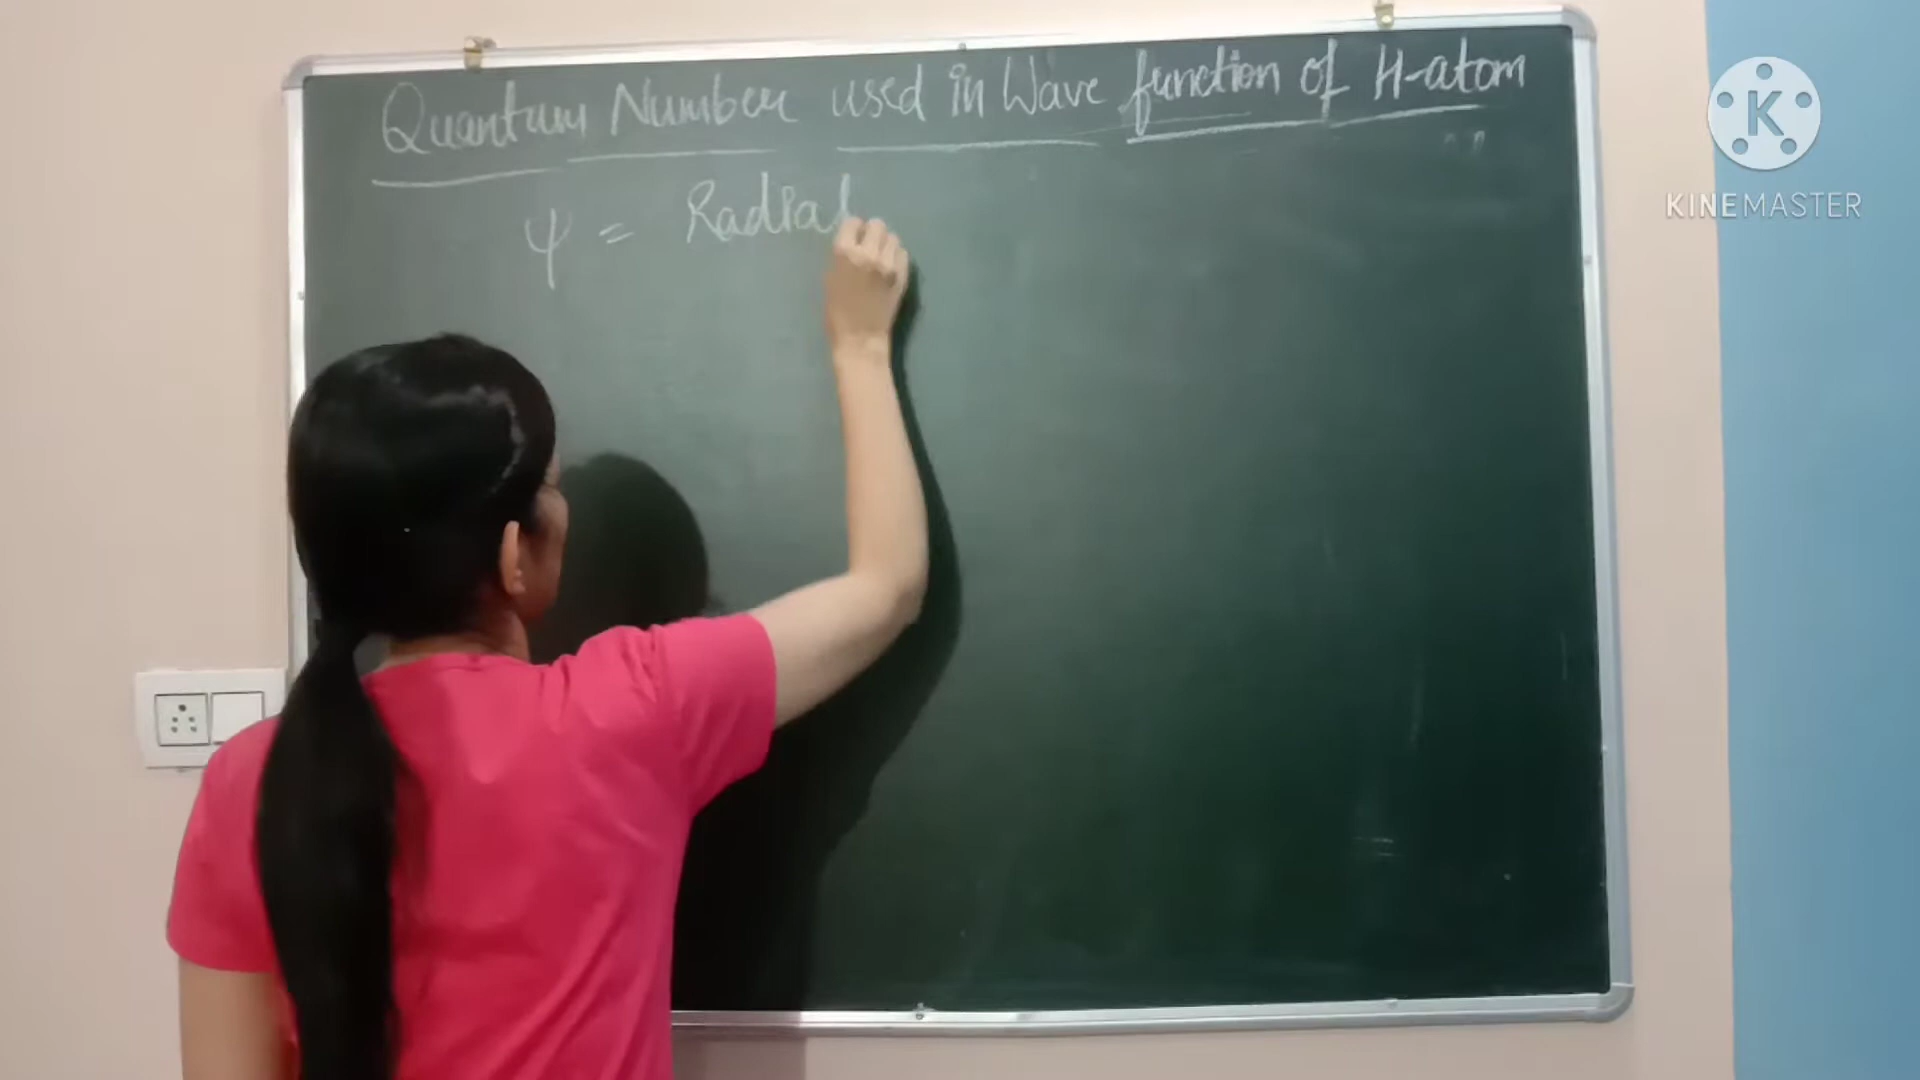 Quantum Number used in Wave function of H-atom
ψ = Radial
K
KINEMASTER